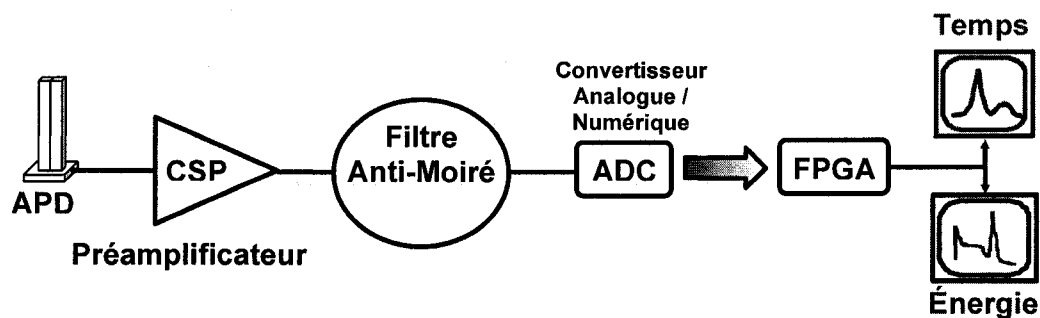 Temps
Convertisseur
Analogue /
Numérique
Filtre
Anti-Moiré
CSP
ADC
FPGA
APD
Préamplificateur
Énergie